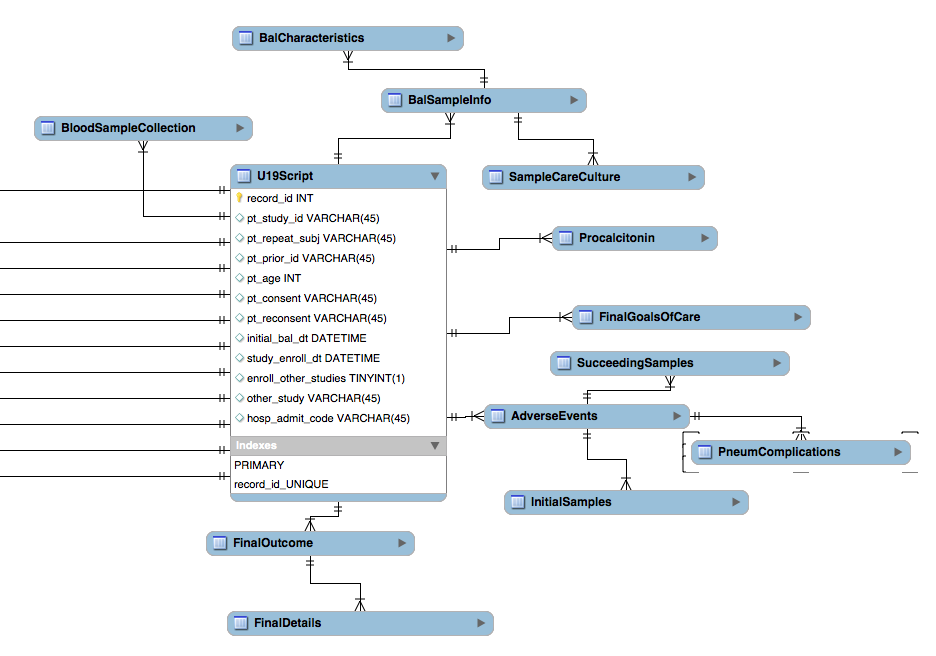 BalCharacteristics
BalSampleInfo
BloodSampleCollection
U19Script
SampleCareCulture
record_id INT
pt_study_id VARCHAR(45)
pt_repeat_subj VARCHAR(45)
Procalcitonin
pt_prior_id VARCHAR(45)
pt_age INT
pt_consent VARCHAR(45)
pt_reconsent VARCHAR(45)
FinalGoalsOfCare
initial_bal_dt DATETIME
study_enroll_dt DATETIME
SucceedingSamples
enroll_other_studies TINYINT(1)
other_study VARCHAR(45)
hosp_admit_code VARCHAR(45)
AdverseEvents
Indexes
PneumComplications
PRIMARY
record_id_UNIQUE
InitialSamples
FinalOutcome
FinalDetails